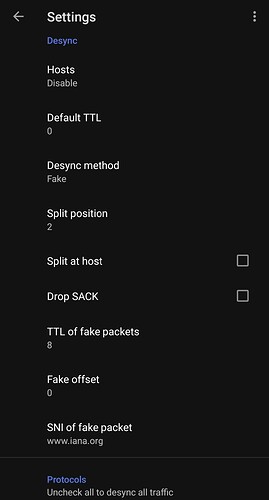 Settings
Desync
Hosts
Disable
Default TTL
0
Desync method
Fake
Split position
2
Split at host
Drop SACK
TTL of fake packets
8
Fake offset
0
SNI of fake packet
www.iana.org
Protocols
Uncheck all to desync all traffic